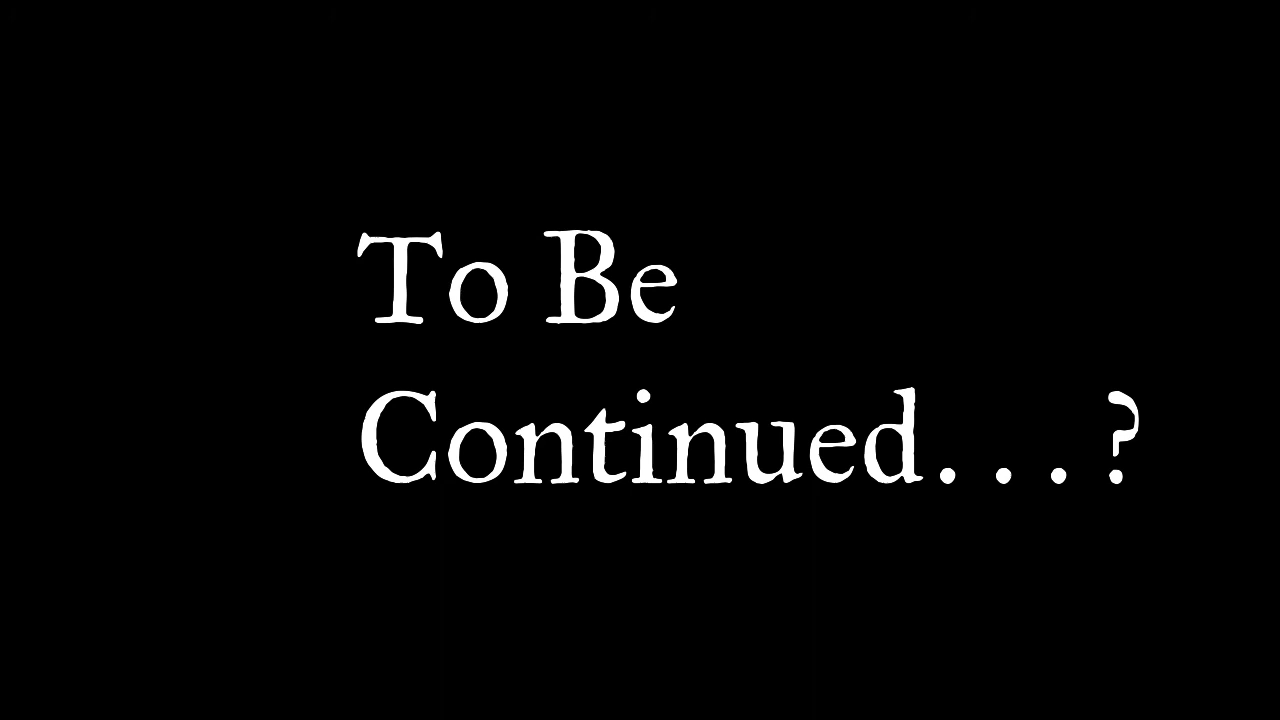 To Be
Continued. . . ?